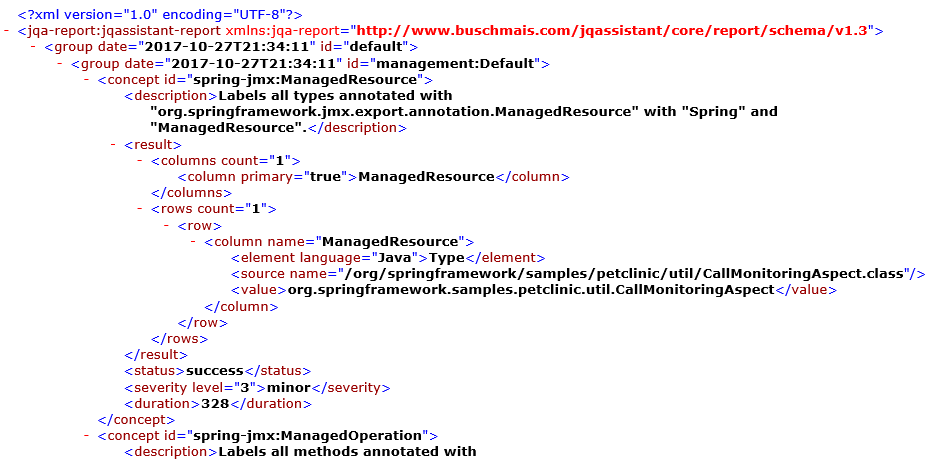 <?xml version="1.0" encoding="UTF-8"?>
- <jqa-report:jqassistant-report xmlns:jqa-report="http://www.buschmais.com/jqassistant/core/report/schema/v1.3">
- <group date="2017-10-27T21:34:11" id="default">
- <group date="2017-10-27T21:34:11" id="management:Default">
- <concept id="spring-jmx:ManagedResource">
<description>Labels all types annotated with
"org.springframework.jmx.export.annotation.ManagedResource" with "Spring" and
"ManagedResource".</description>
- <result>
- <columns count="1">
<column primary="true">ManagedResource</column>
</columns>
- <rows count="1">
- <row>
- <column name="ManagedResource">
<element language="Java">Type</element>
<source name="/org/springframework/samples/petclinic/util/CallMonitoringAspect.class"/>
<value>org.springframework.samples.petclinic.util.CallMonitoringAspect</value>
</column>
</row>
</rows>
</result>
<status>success</status>
<severity level="3">minor</severity>
<duration>328</duration>
</concept>
- <concept id="spring-jmx:ManagedOperation">
<description>Labels all methods annotated with